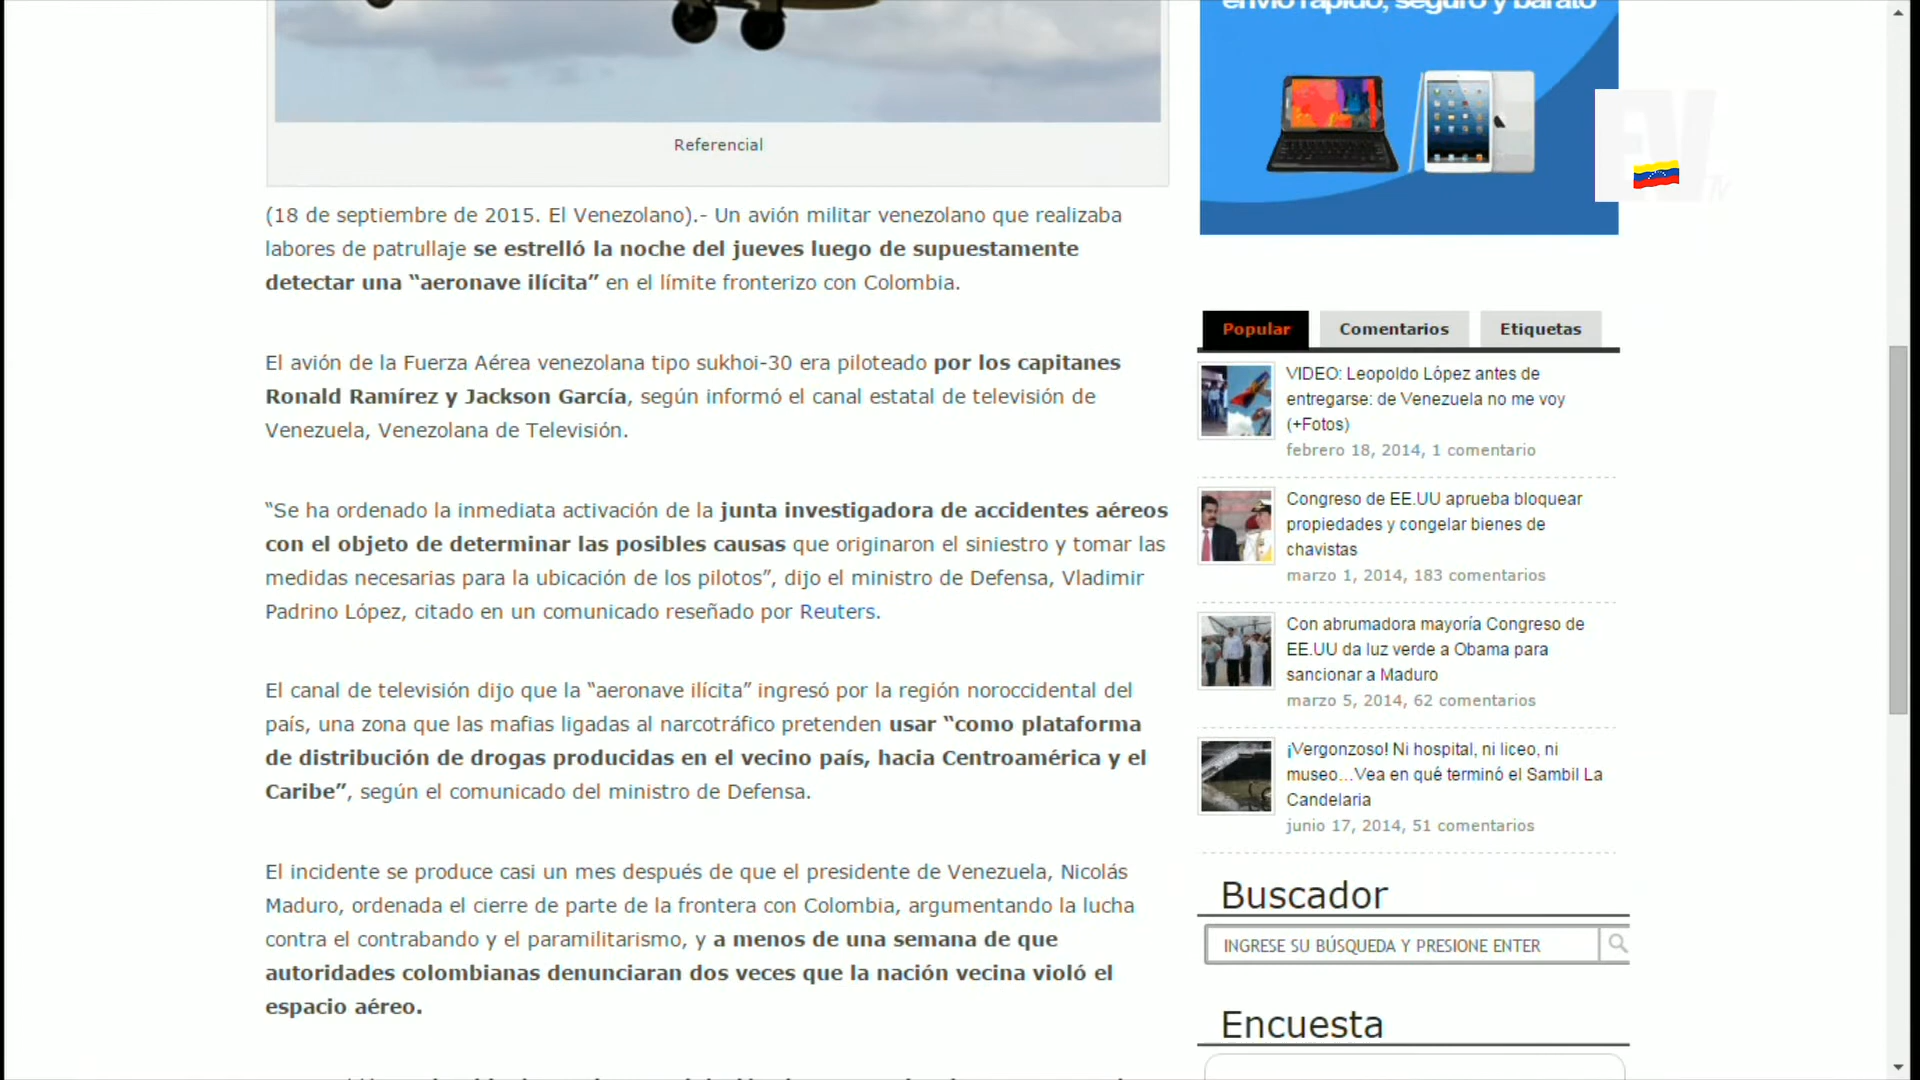 envío rápido, seguro y barato
Referencial
(18 de septiembre de 2015. El Venezolano).- Un avión militar venezolano que realizaba
labores de patrullaje se estrelló la noche del jueves luego de supuestamente
detectar una “aeronave ilícita” en el límite fronterizo con Colombia.
El avión de la Fuerza Aérea venezolana tipo sukhoi-30 era piloteado por los capitanes
Ronald Ramírez y Jackson García, según informó el canal estatal de televisión de
Venezuela, Venezolana de Televisión.
“Se ha ordenado la inmediata activación de la junta investigadora de accidentes aéreos
con el objeto de determinar las posibles causas que originaron el siniestro y tomar las
medidas necesarias para la ubicación de los pilotos”, dijo el ministro de Defensa, Vladimir
Padrino López, citado en un comunicado reseñado por Reuters.
El canal de televisión dijo que la “aeronave ilícita” ingresó por la región noroccidental del
país, una zona que las mafias ligadas al narcotráfico pretenden usar “como plataforma
de distribución de drogas producidas en el vecino país, hacia Centroamérica y el
Caribe”, según el comunicado del ministro de Defensa.
El incidente se produce casi un mes después de que el presidente de Venezuela, Nicolás
Maduro, ordenada el cierre de parte de la frontera con Colombia, argumentando la lucha
contra el contrabando y el paramilitarismo, y a menos de una semana de que
autoridades colombianas denunciaran dos veces que la nación vecina violó el
espacio aéreo.
EV
TV
Popular
Comentarios
Etiquetas
VIDEO: Leopoldo López antes de
entregarse: de Venezuela no me voy
(+Fotos)
febrero 18, 2014, 1 comentario
Congreso de EE.UU aprueba bloquear
propiedades y congelar bienes de
chavistas
marzo 1, 2014, 183 comentarios
Con abrumadora mayoría Congreso de
EE.UU da luz verde a Obama para
sancionar a Maduro
marzo 5, 2014, 62 comentarios
¡Vergonzoso! Ni hospital, ni liceo, ni
museo...Vea en qué terminó el Sambil La
Candelaria
junio 17, 2014, 51 comentarios
Buscador
INGRESE SU BÚSQUEDA Y PRESIONE ENTER
Encuesta